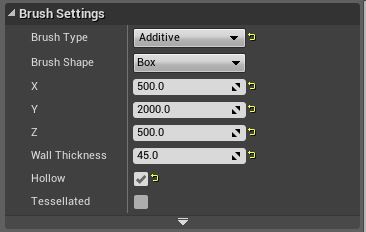 Brush Settings
Brush Type Additive
Brush Shape Box
X 500.0
Y 2000.0
Z 500.0
Wall Thickness 45.0
Hollow
Tessellated